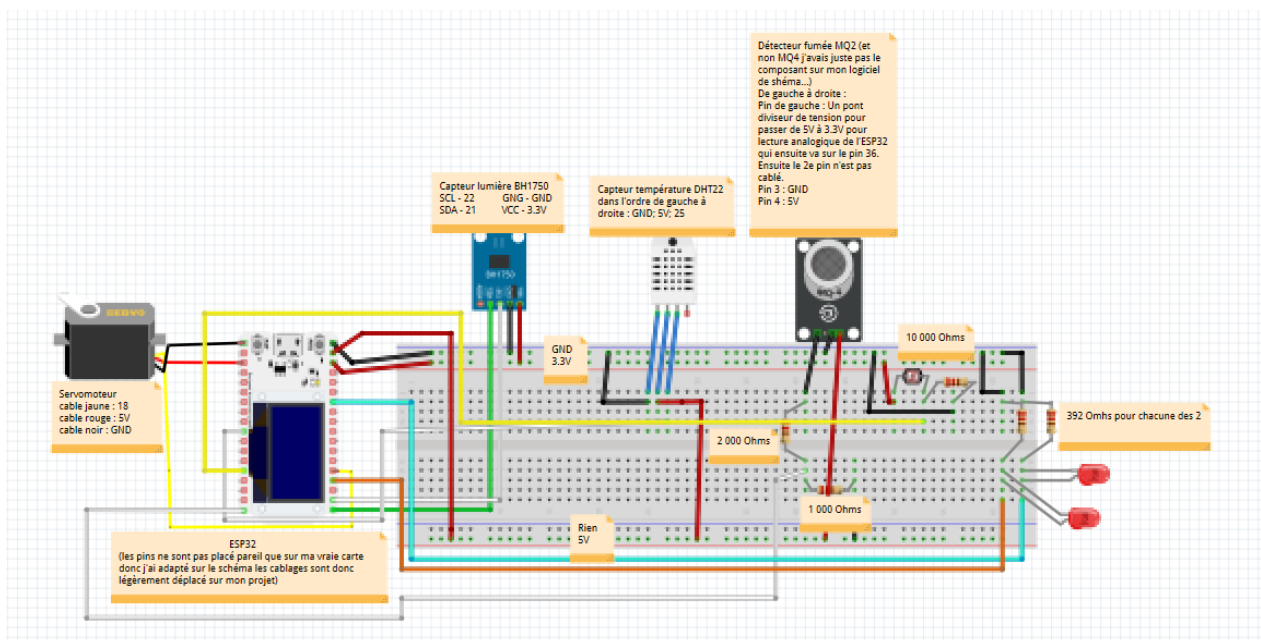 Détecteur fumée MQ2 (et
non MQ4 j'avais juste pas le
composant sur mon logiciel
de shéma...)
De gauche à droite :
Pin de gauche : Un pont
diviseur de tension pour
passer de 5V à 3.3V pour
lecture analogique de l'ESP32
qui ensuite va sur le pin 36.
Ensuite le 2e pin n'est pas
cablé.
Pin 3 : GND
Pin 4 : 5V
Capteur lumière BH1750
SCL - 22 GNG - GND
SDA - 21 VCC - 3.3V
Capteur température DHT22
dans l'ordre de gauche à
droite : GND; 5V; 25
BH1750
MQ-4
SERVO
GND
3.3V
10 000 Ohms
Servomoteur
cable jaune : 18
cable rouge : 5V
cable noir : GND
392 Omhs pour chacune des 2
2 000 Ohms
1 000 Ohms
Rien
5V
ESP32
(les pins ne sont pas placé pareil que sur ma vraie carte
donc j'ai adapté sur le schéma les cablages sont donc
légèrement déplacé sur mon projet)